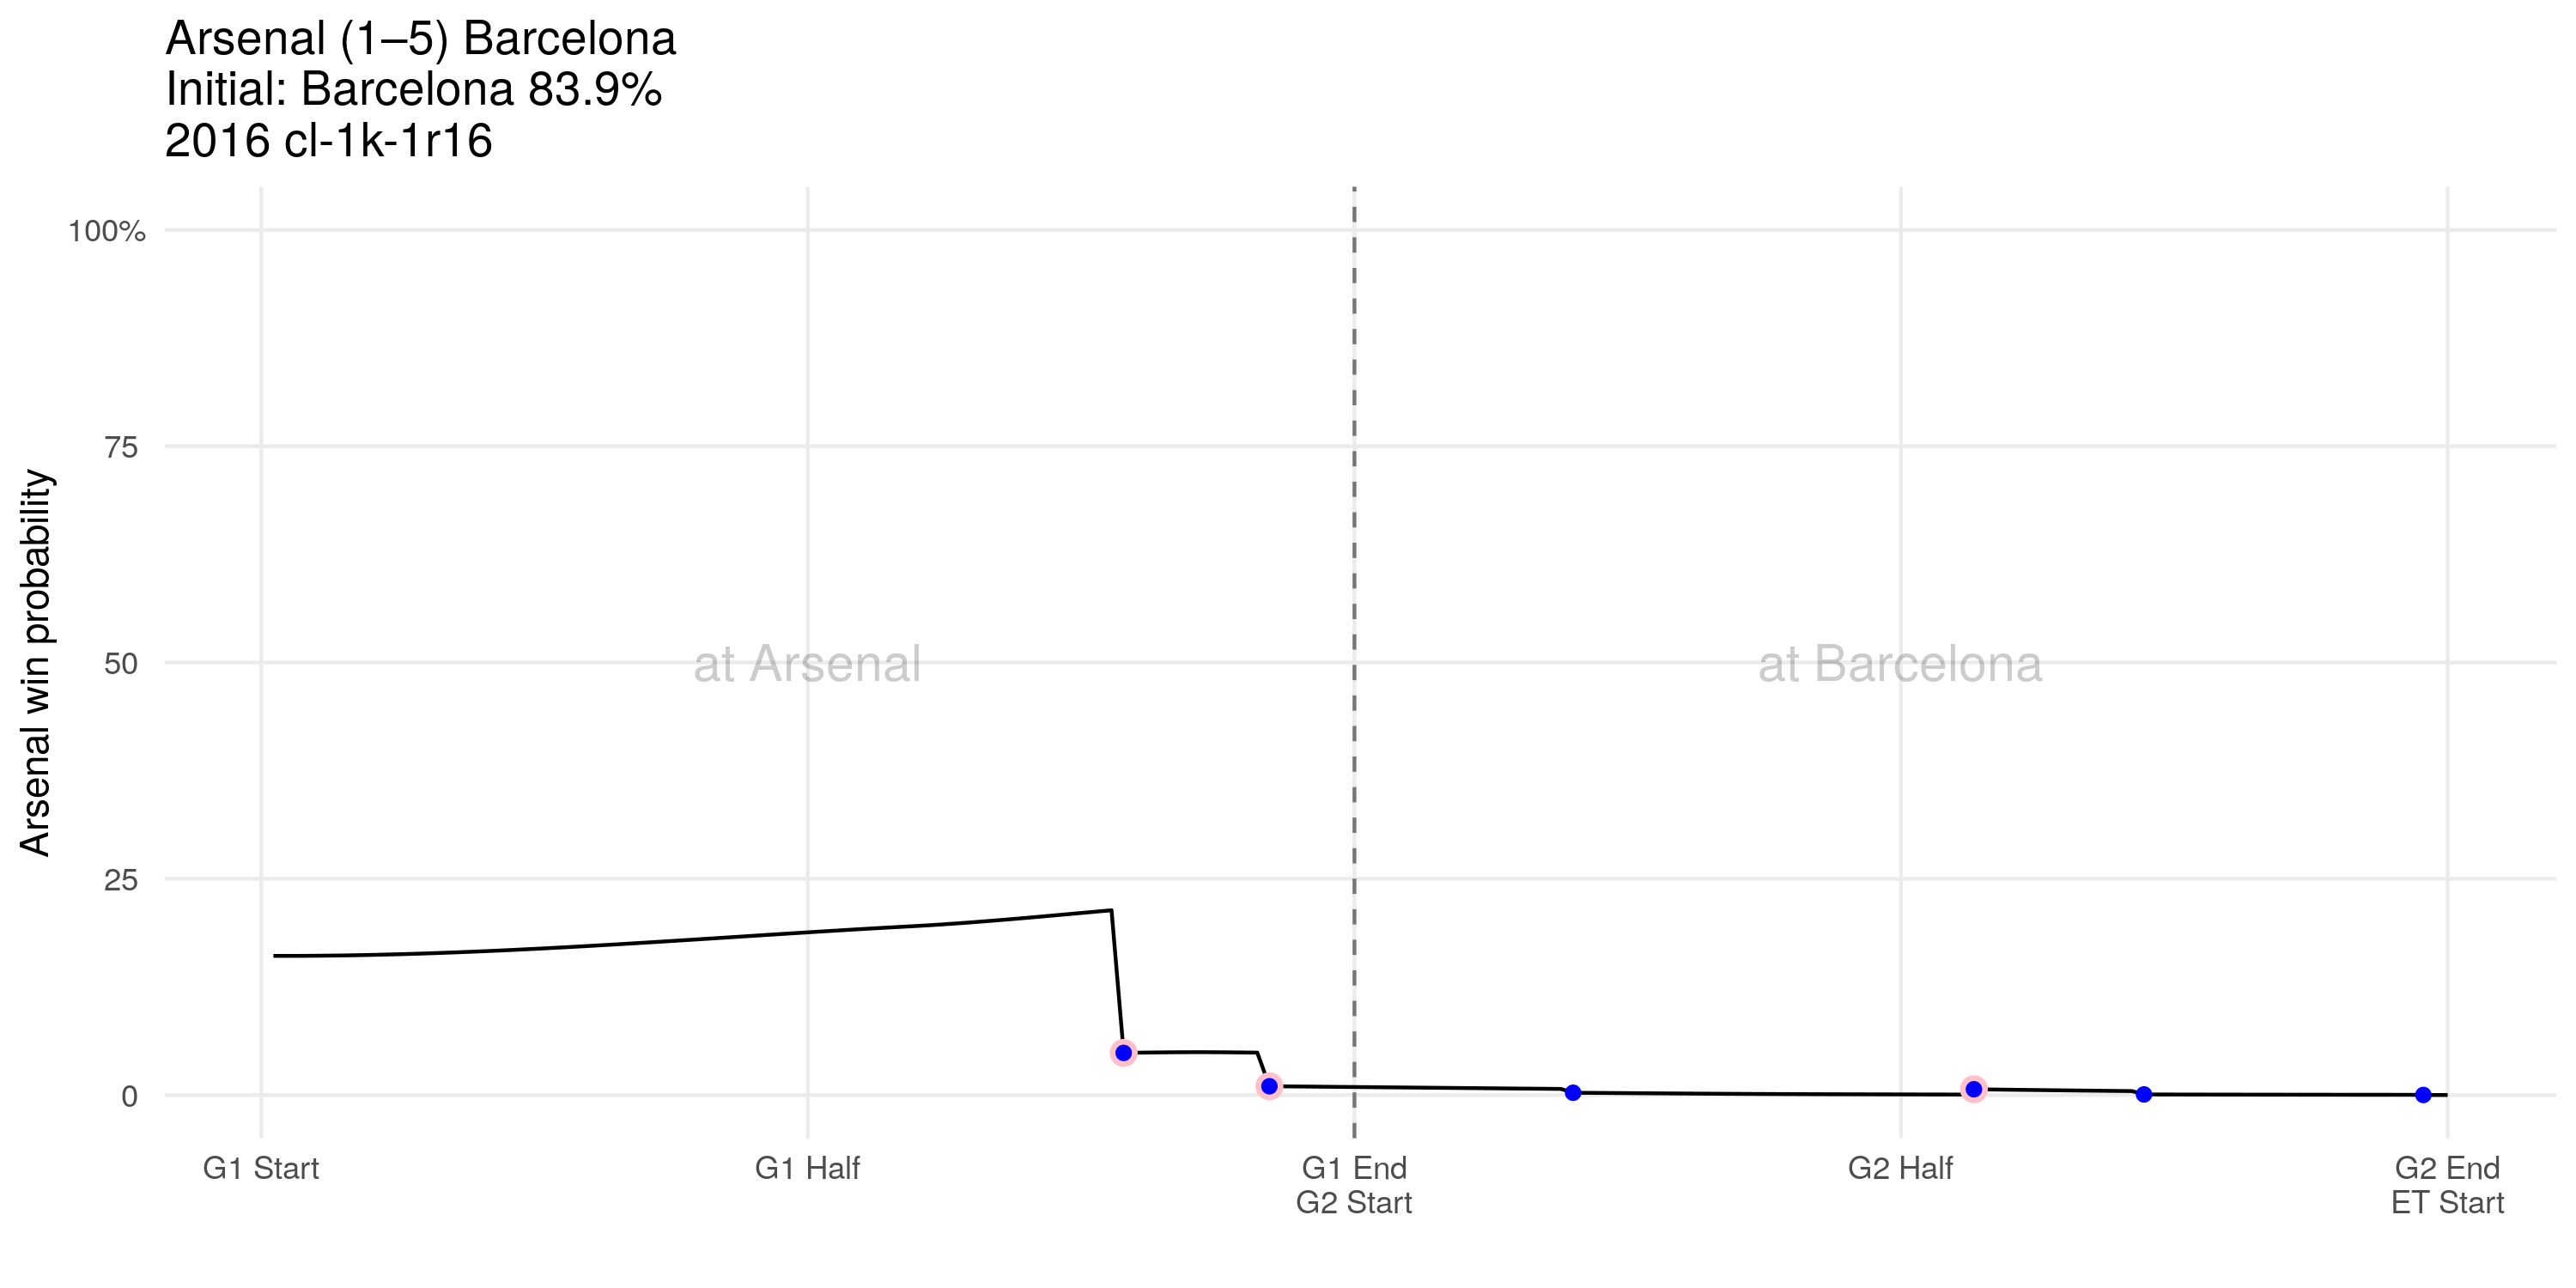 Arsenal (1–5) Barcelona
Initial: Barcelona 83.9%
2016 cl-1k-1r16
100%
75
50
25
0
Arsenal win probability
at Arsenal
at Barcelona
G1 Start
G1 Half
G1 End
G2 Start
G2 Half
G2 End
ET Start